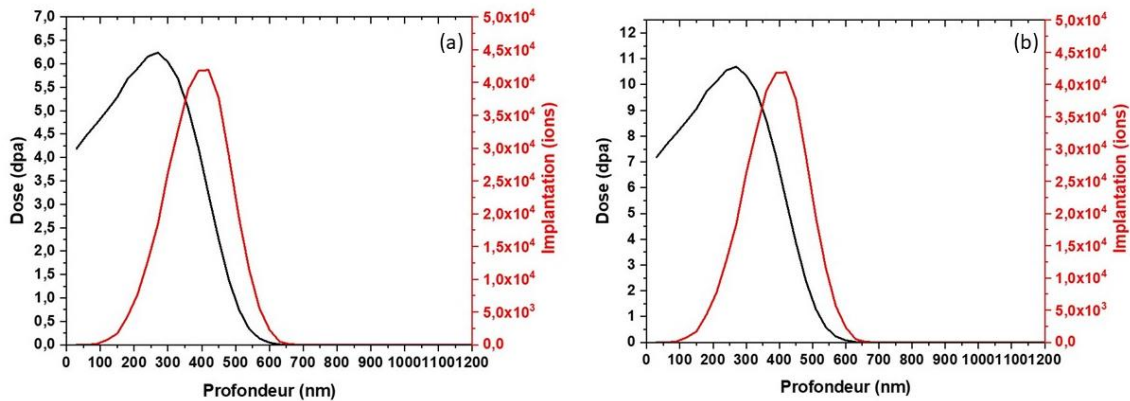 (a)
Dose (dpa)
7,0
6,5
6,0
5,5
5,0
4,5
4,0
3,5
3,0
2,5
2,0
1,5
1,0
0,5
0,0
0 100 200 300 400 500 600 700 800 900 1000 1100 1200
Profondeur (nm)
5,0x10⁴
4,5x10⁴
4,0x10⁴
3,5x10⁴
3,0x10⁴
2,5x10⁴
2,0x10⁴
1,5x10⁴
1,0x10⁴
5,0x10³
0,0
Implantation (ions)
(b)
Dose (dpa)
12
11
10
9
8
7
6
5
4
3
2
1
0
0 100 200 300 400 500 600 700 800 900 1000 1100 1200
Profondeur (nm)
5,0x10⁴
4,5x10⁴
4,0x10⁴
3,5x10⁴
3,0x10⁴
2,5x10⁴
2,0x10⁴
1,5x10⁴
1,0x10⁴
5,0x10³
0,0
Implantation (ions)